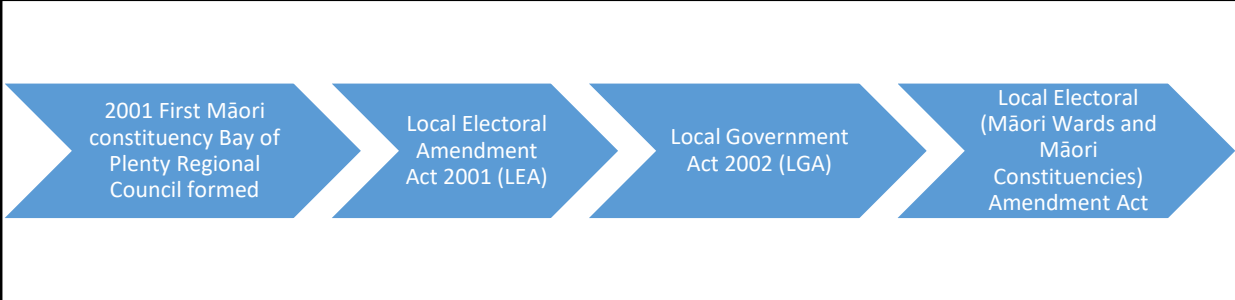 2001 First Māori
constituency Bay of
Plenty Regional
Council formed
Local Electoral
Amendment
Act 2001 (LEA)
Local Government
Act 2002 (LGA)
Local Electoral
(Māori Wards and
Māori
Constituencies)
Amendment Act